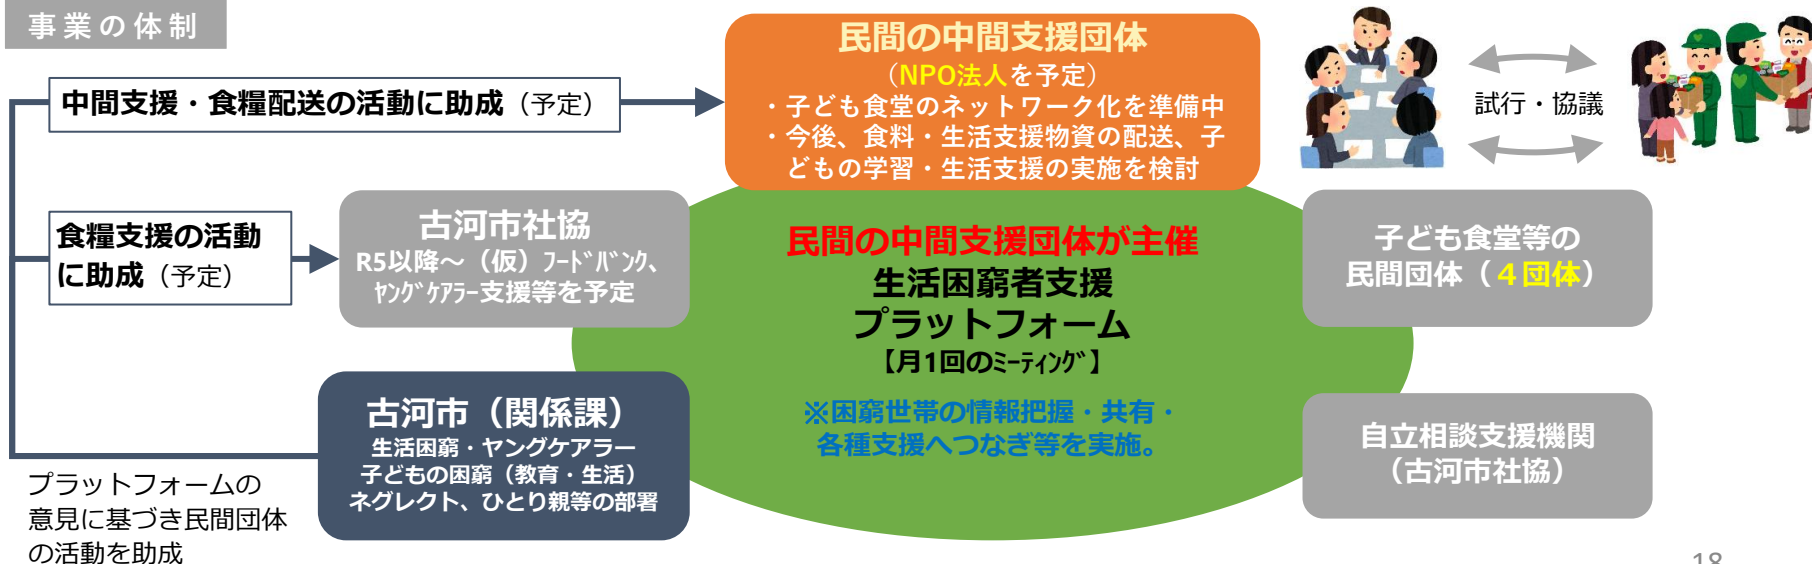 事業の体制
中間支援・食糧配送の活動に助成（予定）
民間の中間支援団体
（NPO法人を予定）
・子ども食堂のネットワーク化を準備中
・今後、食料・生活支援物資の配送、子
どもの学習・生活支援の実施を検討
試行・協議
食糧支援の活動
に助成（予定）
古河市社協
R5以降～（仮）ﾌｰﾄﾞﾊﾞﾝｸ、
ﾔﾝｸﾞｹｱﾗｰ支援等を予定
民間の中間支援団体が主催
生活困窮者支援
プラットフォーム
【月1回のﾐｰﾃｨﾝｸﾞ】
※困窮世帯の情報把握・共有・
各種支援へつなぎ等を実施。
子ども食堂等の
民間団体（４団体）
古河市（関係課）
生活困窮・ヤングケアラー
子どもの困窮（教育・生活）
ネグレクト、ひとり親等の部署
自立相談支援機関
（古河市社協）
プラットフォームの
意見に基づき民間団体
の活動を助成
18